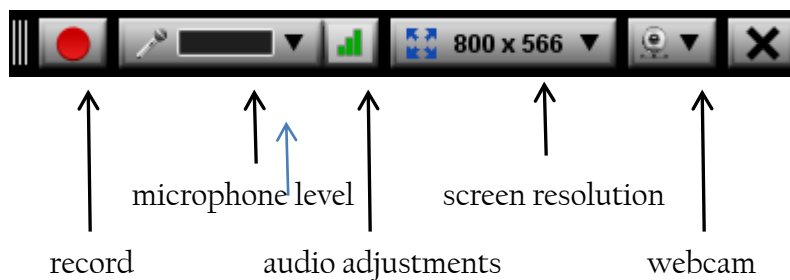 800 x 566
microphone level
screen resolution
record
audio adjustments
webcam